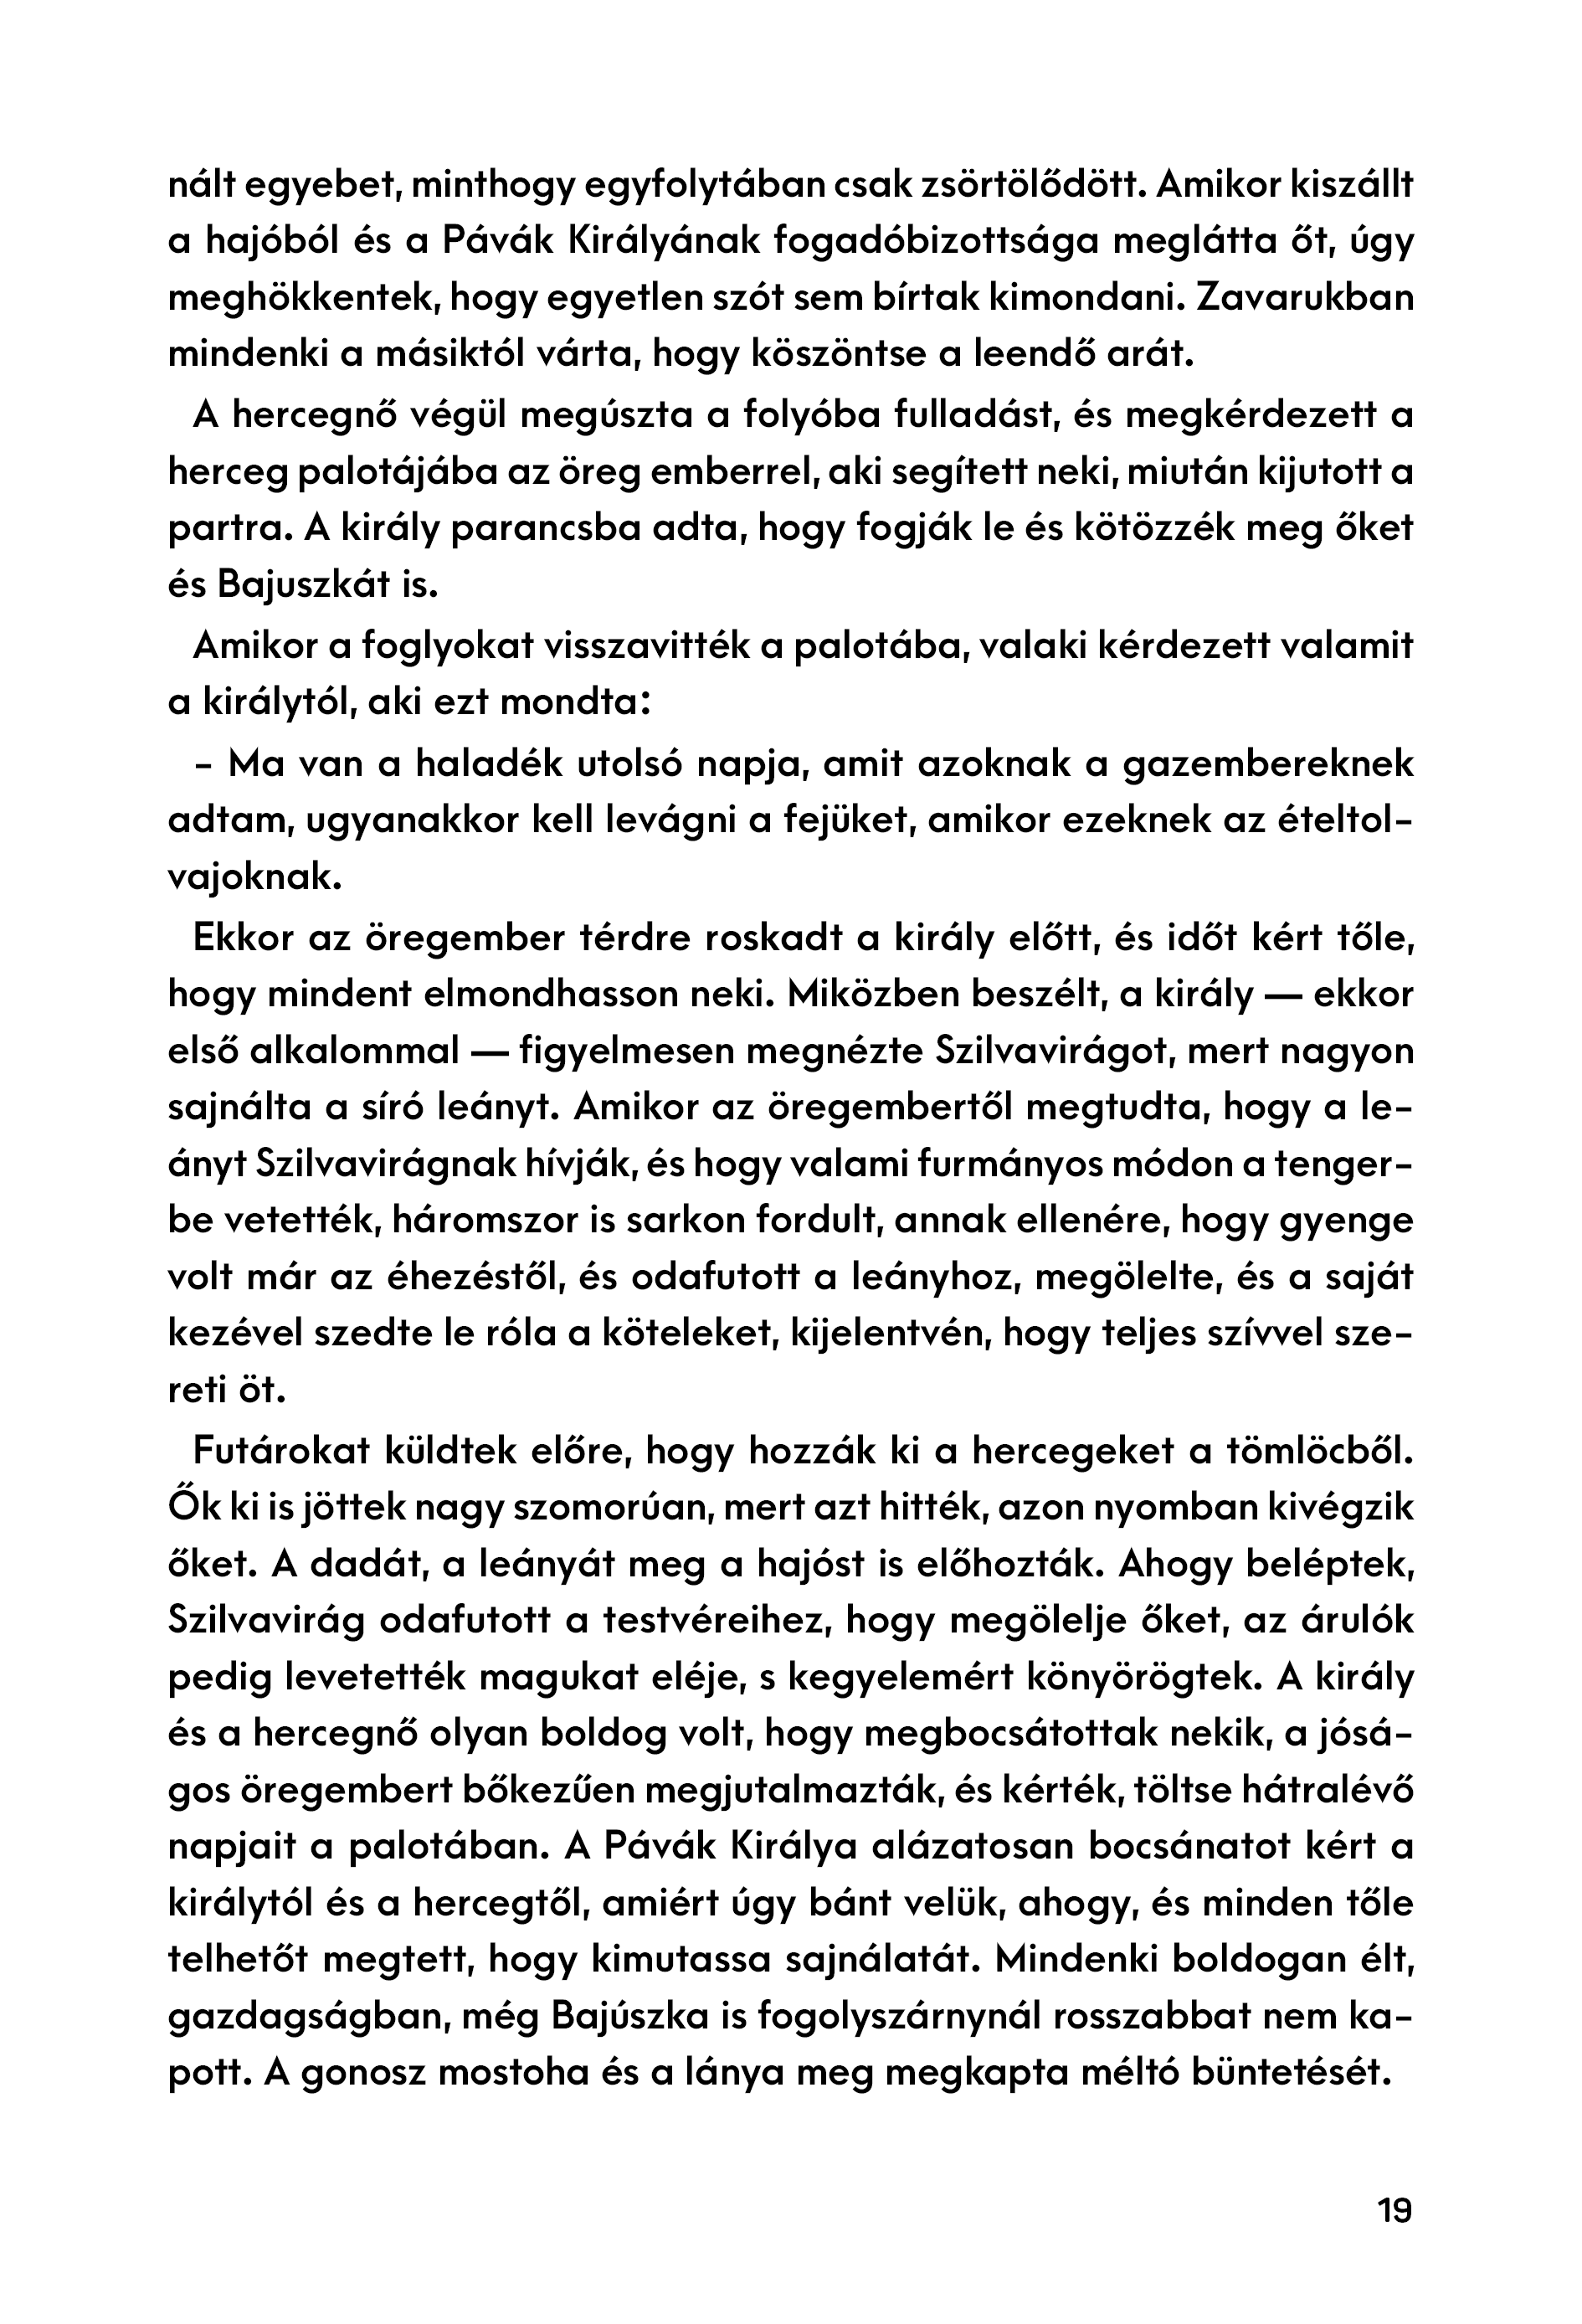 nált egyebet, minthogy egyfolytában csak zsörtölődött. Amikor kiszállt
a hajóból és a Pávák Királyának fogadóbizottsága meglátta őt, úgy
meghökkentek, hogy egyetlen szót sem bírtak kimondani. Zavarukban
mindenki a másiktól várta, hogy köszöntse a leendő arát.
A hercegnő végül megúszta a folyóba fulladást, és megkérdezett a
herceg palotájába az öreg emberrel, aki segített neki, miután kijutott a
partra. A király parancsba adta, hogy fogják le és kötözzék meg őket
és Bajuszkát is.
Amikor a foglyokat visszavitték a palotába, valaki kérdezett valamit
a királytól, aki ezt mondta:
– Ma van a haladék utolsó napja, amit azoknak a gazembereknek
adtam, ugyanakkor kell levágni a fejüket, amikor ezeknek az ételtol-
vajoknak.
Ekkor az öregember térdre roskadt a király előtt, és időt kért tőle,
hogy mindent elmondhasson neki. Miközben beszélt, a király — ekkor
első alkalommal — figyelmesen megnézte Szilvavirágot, mert nagyon
sajnálta a síró leányt. Amikor az öregembertől megtudta, hogy a le-
ányt Szilvavirágnak hívják, és hogy valami furmányos módon a tenger-
be vetették, háromszor is sarkon fordult, annak ellenére, hogy gyenge
volt már az éhezéstől, és odafutott a leányhoz, megölelte, és a saját
kezével szedte le róla a köteleket, kijelentvén, hogy teljes szívvel sze-
reti öt.
Futárokat küldtek előre, hogy hozzák ki a hercegeket a tömlöcből.
Ők ki is jöttek nagy szomorúan, mert azt hitték, azon nyomban kivégzik
őket. A dadát, a leányát meg a hajóst is előhozták. Ahogy beléptek,
Szilvavirág odafutott a testvéreihez, hogy megölelje őket, az árulók
pedig levetették magukat eléje, s kegyelemért könyörögtek. A király
és a hercegnő olyan boldog volt, hogy megbocsátottak nekik, a jósá-
gos öregembert bőkezűen megjutalmazták, és kérték, töltse hátralévő
napjait a palotában. A Pávák Királya alázatosan bocsánatot kért a
királytól és a hercegtől, amiért úgy bánt velük, ahogy, és minden tőle
telhetőt megtett, hogy kimutassa sajnálatát. Mindenki boldogan élt,
gazdagságban, még Bajúszka is fogolyszárnynál rosszabbat nem ka-
pott. A gonosz mostoha és a lánya meg megkapta méltó büntetését.
19